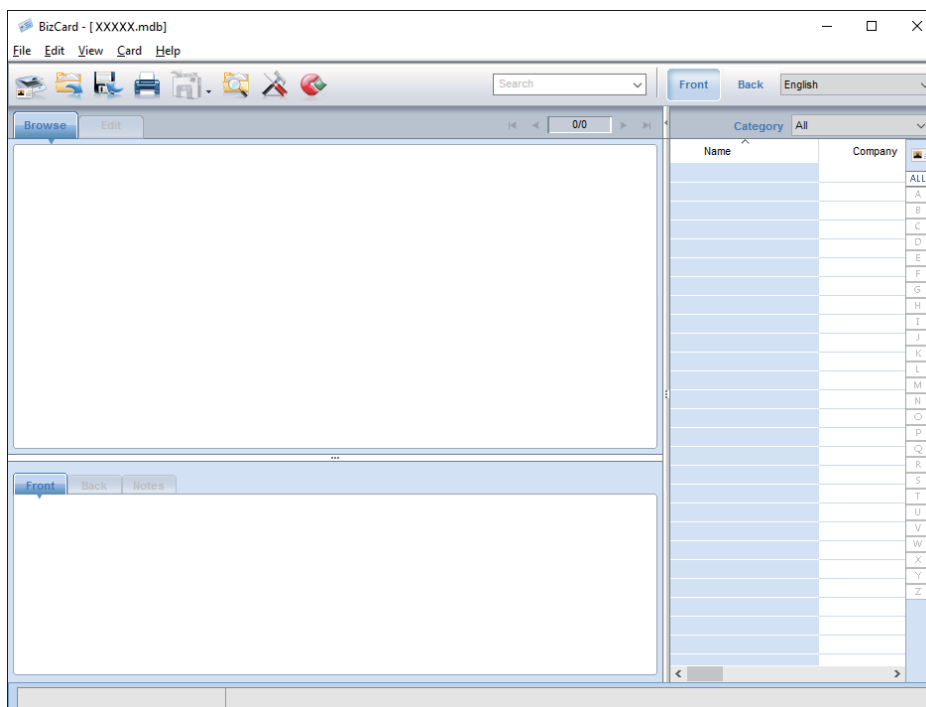 BizCard - [ XXXXX.mdb]
File Edit View Card Help
Search
Front Back English
Browse Edit 0/0 Category All
Name Company
ALL
A
B
C
D
E
F
G
H
I
J
K
L
M
N
O
P
Q
R
S
T
U
V
W
X
Y
Z
Front Back Notes